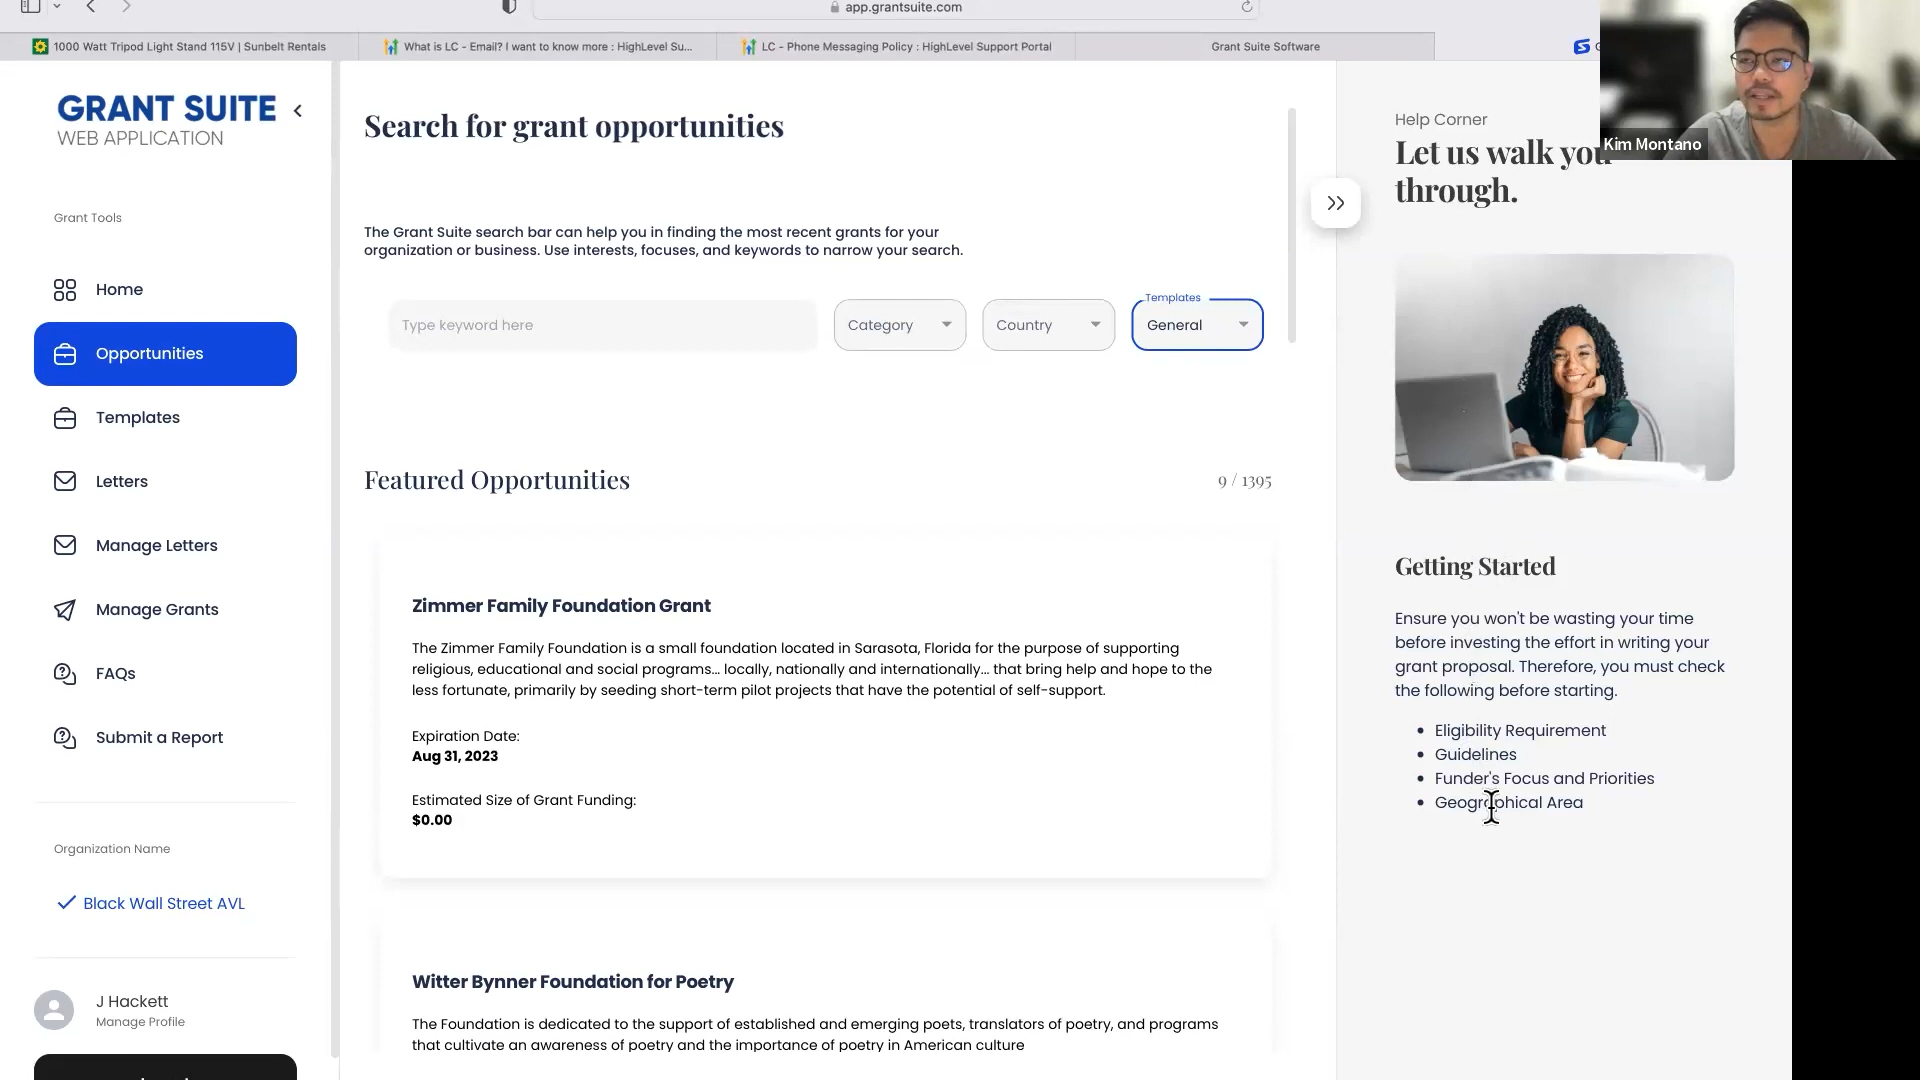 app.grantsuite.com
1000 Watt Tripod Light Stand 115V | Sunbelt Rentals
What is LC - Email? I want to know more : HighLevel Su...
LC - Phone Messaging Policy : HighLevel Support Portal
Grant Suite Software
Kim Montano
GRANT SUITE
WEB APPLICATION
Grant Tools
Home
Opportunities
Templates
Letters
Manage Letters
Manage Grants
FAQs
Submit a Report
Organization Name
Black Wall Street AVL
J Hackett
Manage Profile
Search for grant opportunities
The Grant Suite search bar can help you in finding the most recent grants for your
organization or business. Use interests, focuses, and keywords to narrow your search.
Type keyword here
Category
Country
Templates
General
Featured Opportunities
9 / 1395
Zimmer Family Foundation Grant
The Zimmer Family Foundation is a small foundation located in Sarasota, Florida for the purpose of supporting
religious, educational and social programs... locally, nationally and internationally... that bring help and hope to the
less fortunate, primarily by seeding short-term pilot projects that have the potential of self-support.
Expiration Date:
Aug 31, 2023
Estimated Size of Grant Funding:
$0.00
Witter Bynner Foundation for Poetry
The Foundation is dedicated to the support of established and emerging poets, translators of poetry, and programs
that cultivate an awareness of poetry and the importance of poetry in American culture
Help Corner
Let us walk you
through.
Getting Started
Ensure you won't be wasting your time
before investing the effort in writing your
grant proposal. Therefore, you must check
the following before starting.
• Eligibility Requirement
• Guidelines
• Funder's Focus and Priorities
• Geographical Area